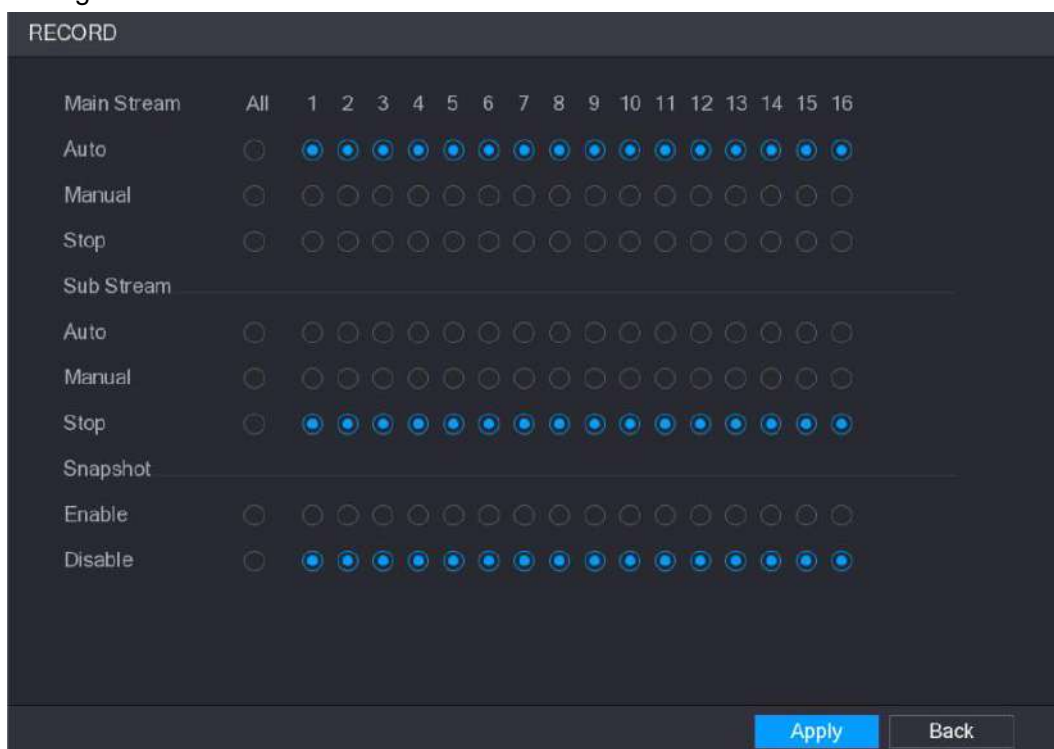 RECORD
Main Stream All 1 2 3 4 5 6 7 8 9 10 11 12 13 14 15 16
Auto
Manual
Stop
Sub Stream
Auto
Manual
Stop
Snapshot
Enable
Disable
Apply Back